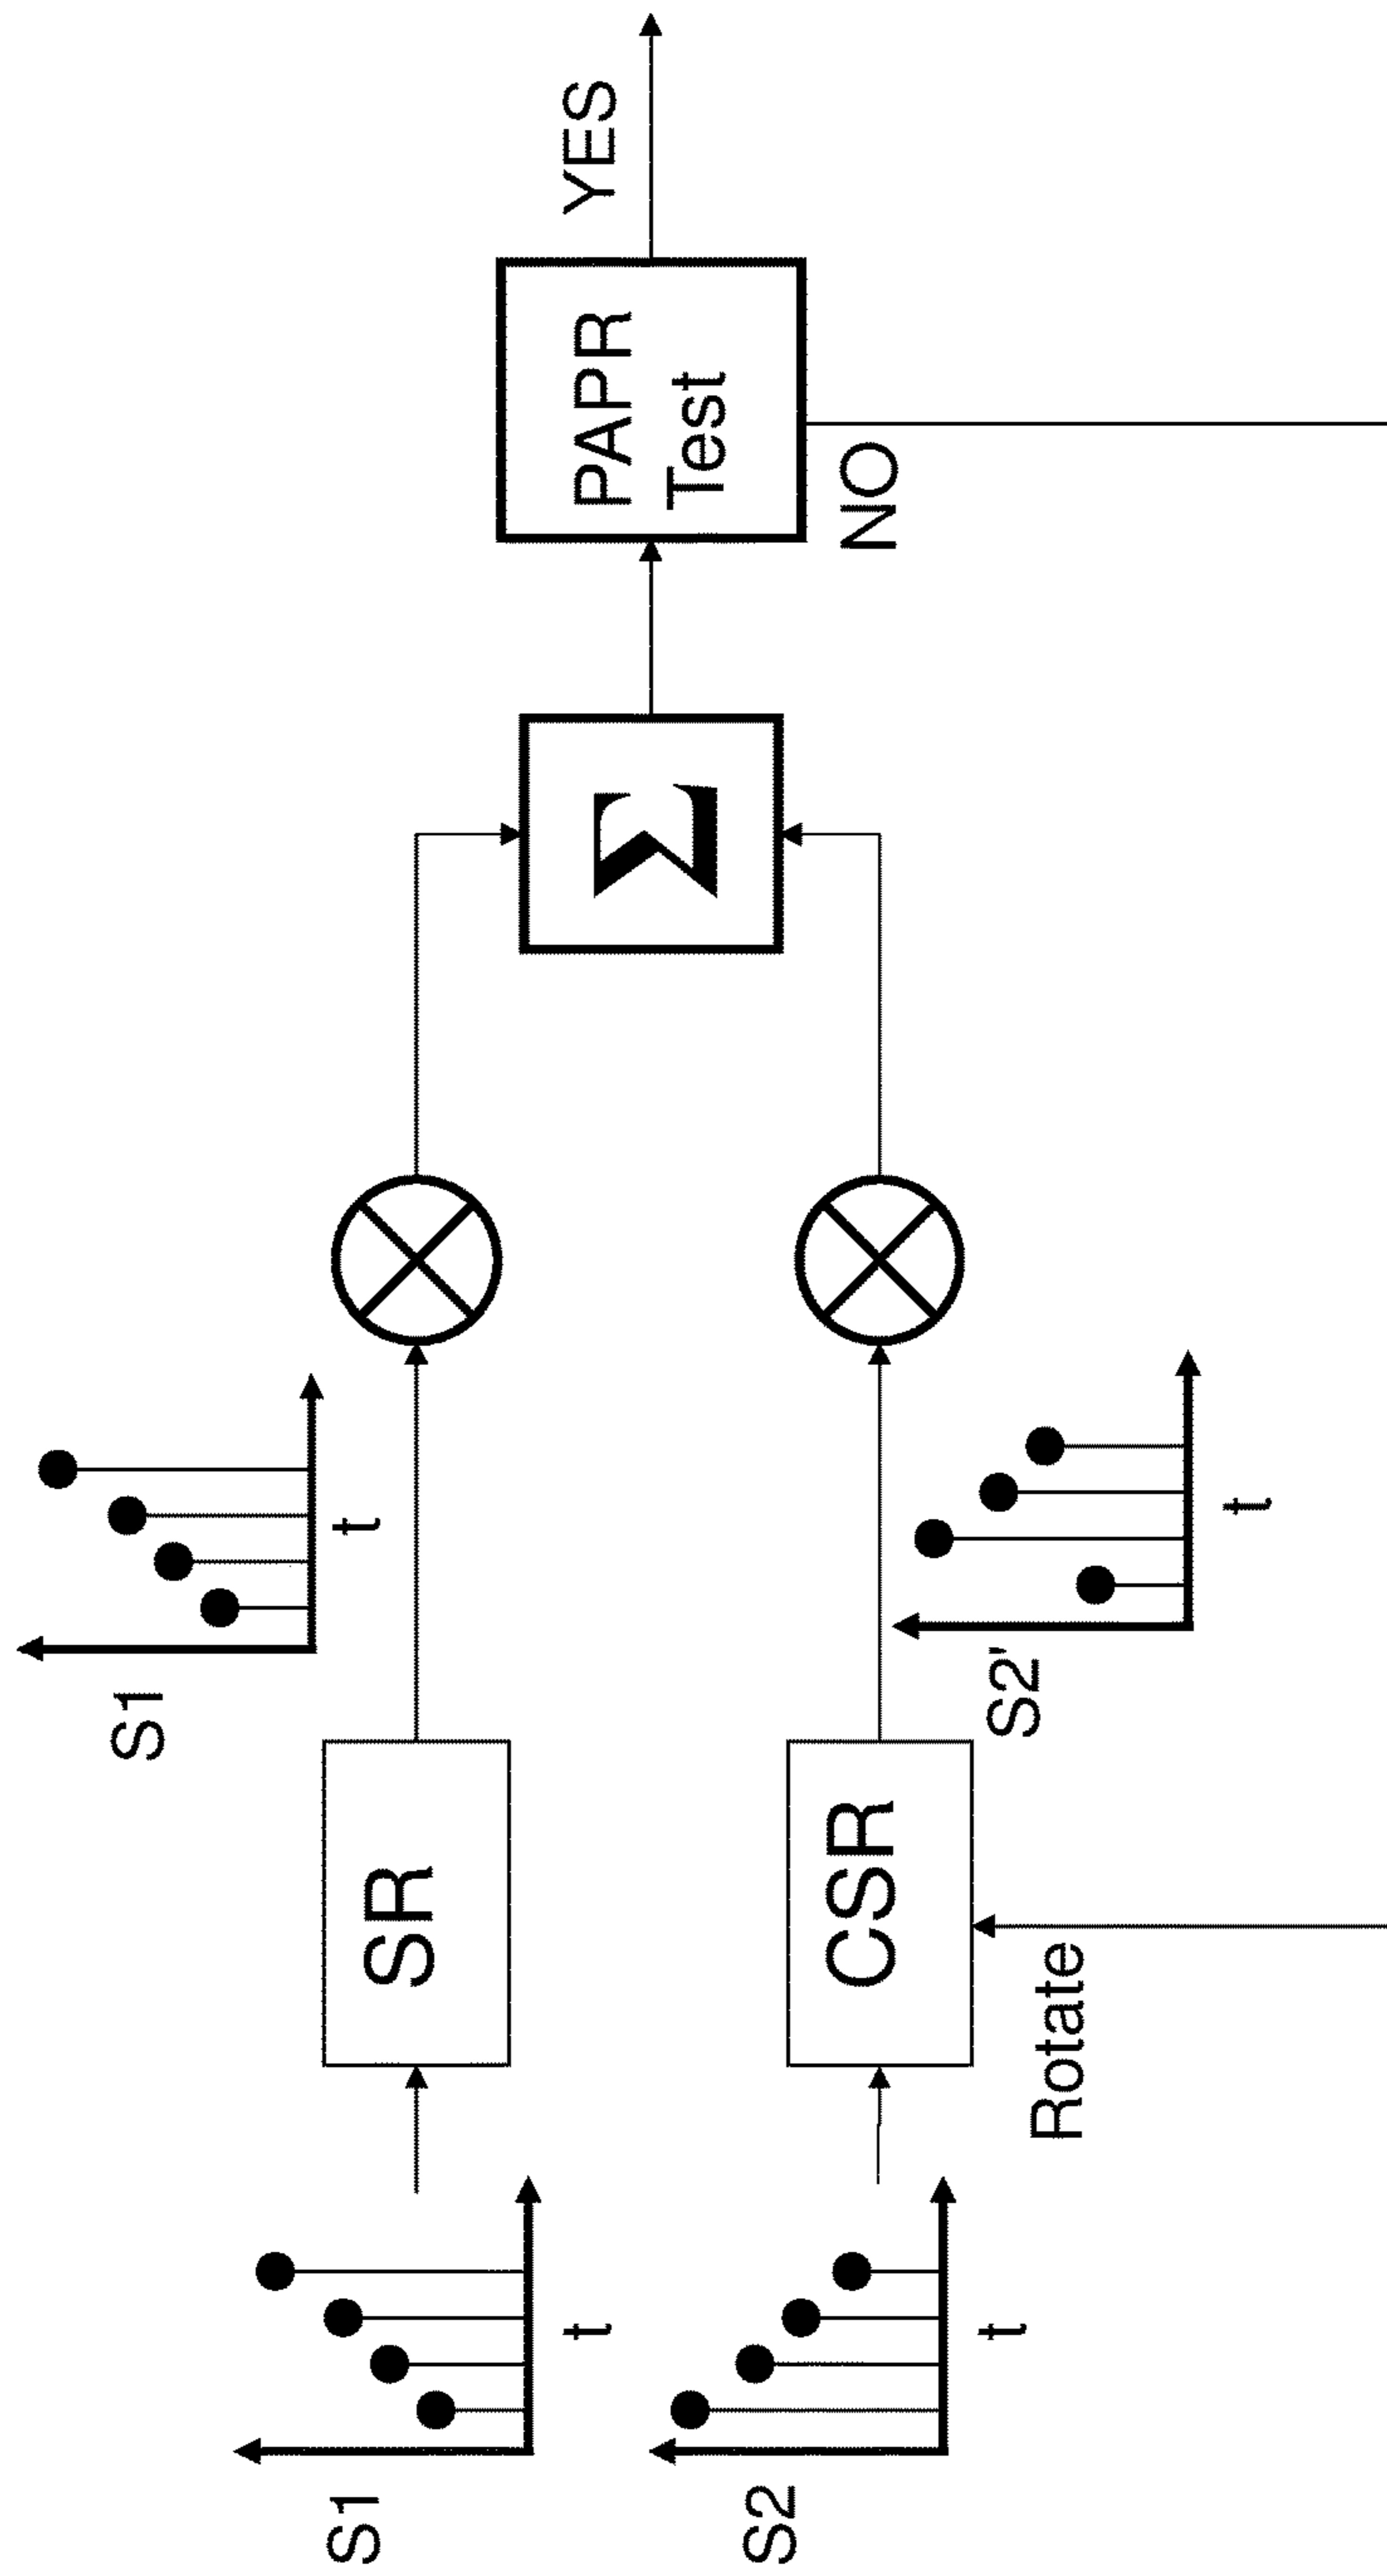 S1
t
SR
S1
t
S2
t
CSR
Rotate
S2'
t
Σ
PAPR
Test
YES
NO